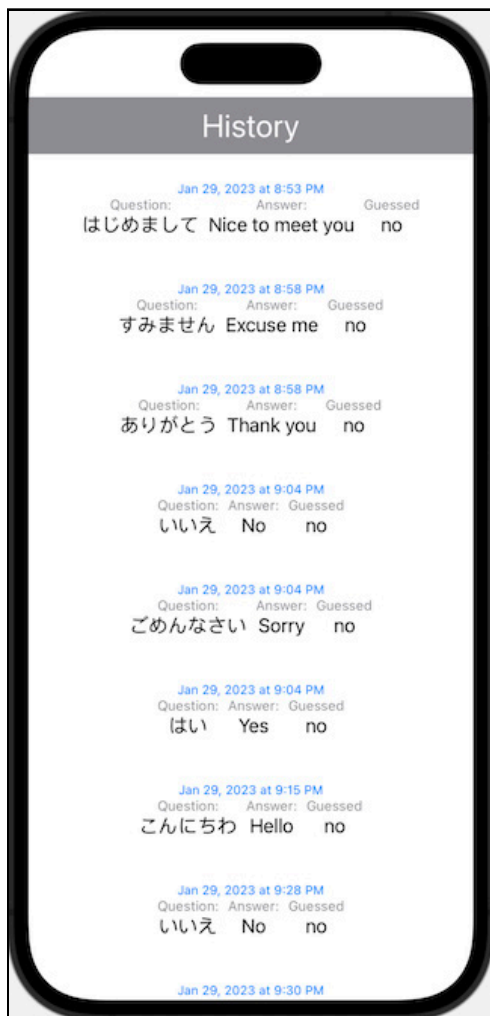 History
Jan 29, 2023 at 8:53 PM
Question: Answer: Guessed
はじめまして Nice to meet you no
Jan 29, 2023 at 8:58 PM
Question: Answer: Guessed
すみません Excuse me no
Jan 29, 2023 at 8:58 PM
Question: Answer: Guessed
ありがとう Thank you no
Jan 29, 2023 at 9:04 PM
Question: Answer: Guessed
いいえ No no
Jan 29, 2023 at 9:04 PM
Question: Answer: Guessed
ごめんなさい Sorry no
Jan 29, 2023 at 9:04 PM
Question: Answer: Guessed
はい Yes no
Jan 29, 2023 at 9:15 PM
Question: Answer: Guessed
こんにちわ Hello no
Jan 29, 2023 at 9:28 PM
Question: Answer: Guessed
いいえ No no
Jan 29, 2023 at 9:30 PM